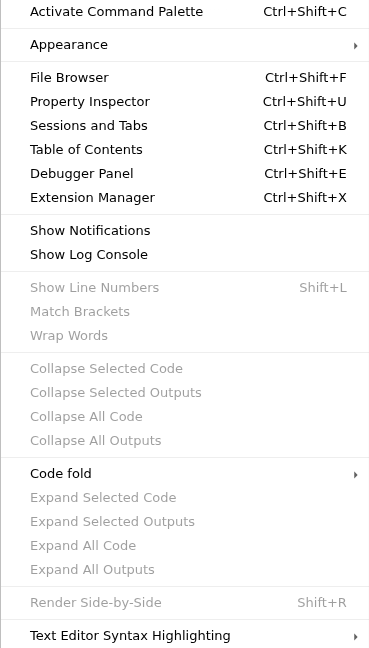 Activate Command Palette Ctrl+Shift+C
Appearance
File Browser Ctrl+Shift+F
Property Inspector Ctrl+Shift+U
Sessions and Tabs Ctrl+Shift+B
Table of Contents Ctrl+Shift+K
Debugger Panel Ctrl+Shift+E
Extension Manager Ctrl+Shift+X
Show Notifications
Show Log Console
Show Line Numbers Shift+L
Match Brackets
Wrap Words
Collapse Selected Code
Collapse Selected Outputs
Collapse All Code
Collapse All Outputs
Code fold
Expand Selected Code
Expand Selected Outputs
Expand All Code
Expand All Outputs
Render Side-by-Side Shift+R
Text Editor Syntax Highlighting